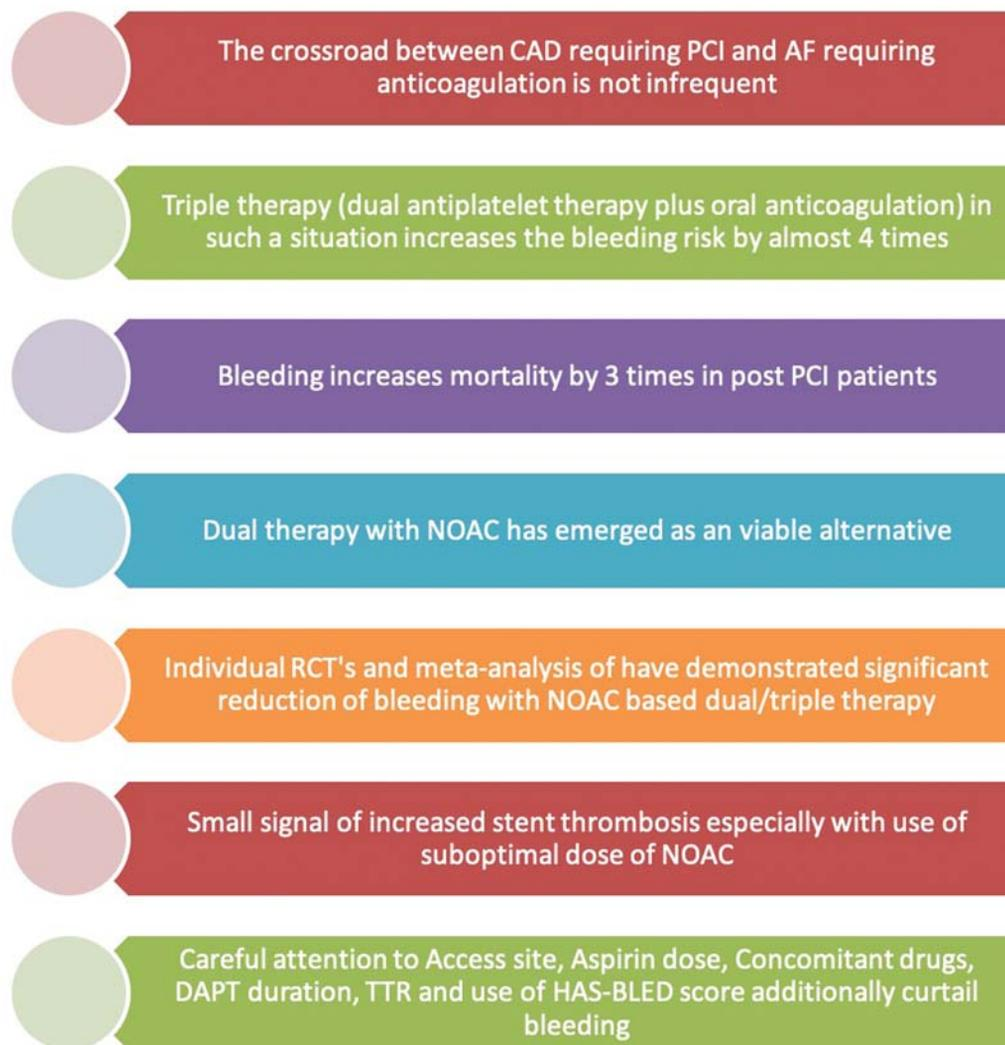 The crossroad between CAD requiring PCI and AF requiring
anticoagulation is not infrequent
Triple therapy (dual antiplatelet therapy plus oral anticoagulation) in
such a situation increases the bleeding risk by almost 4 times
Bleeding increases mortality by 3 times in post PCI patients
Dual therapy with NOAC has emerged as an viable alternative
Individual RCT's and meta-analysis of have demonstrated significant
reduction of bleeding with NOAC based dual/triple therapy
Small signal of increased stent thrombosis especially with use of
suboptimal dose of NOAC
Careful attention to Access site, Aspirin dose, Concomitant drugs,
DAPT duration, TTR and use of HAS-BLED score additionally curtail
bleeding